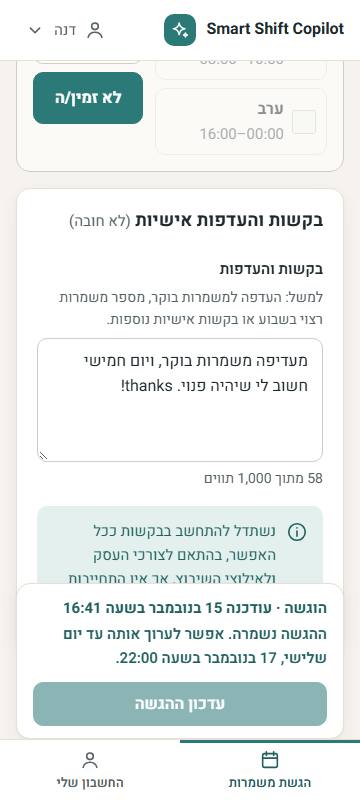 Smart Shift Copilot
דנה
ערב
16:00–00:00
לא זמין/ה
בקשות והעדפות אישיות (לא חובה)
בקשות והעדפות
למשל: העדפה למשמרות בוקר, מספר משמרות
רצוי בשבוע או בקשות אישיות נוספות.
מעדיפה משמרות בוקר, ויום חמישי
חשוב לי שיהיה פנוי. thanks!
58 מתוך 1,000 תווים
נשתדל להתחשב בבקשות ככל
האפשר, בהתאם לצורכי העסק
ולאילוצי השיבוץ, אך אין התחייבות
הוגשה · עודכנה 15 בנובמבר בשעה 16:41
ההגשה נשמרה. אפשר לערוך אותה עד יום
שלישי, 17 בנובמבר בשעה 22:00.
עדכון ההגשה
הגשת משמרות
החשבון שלי